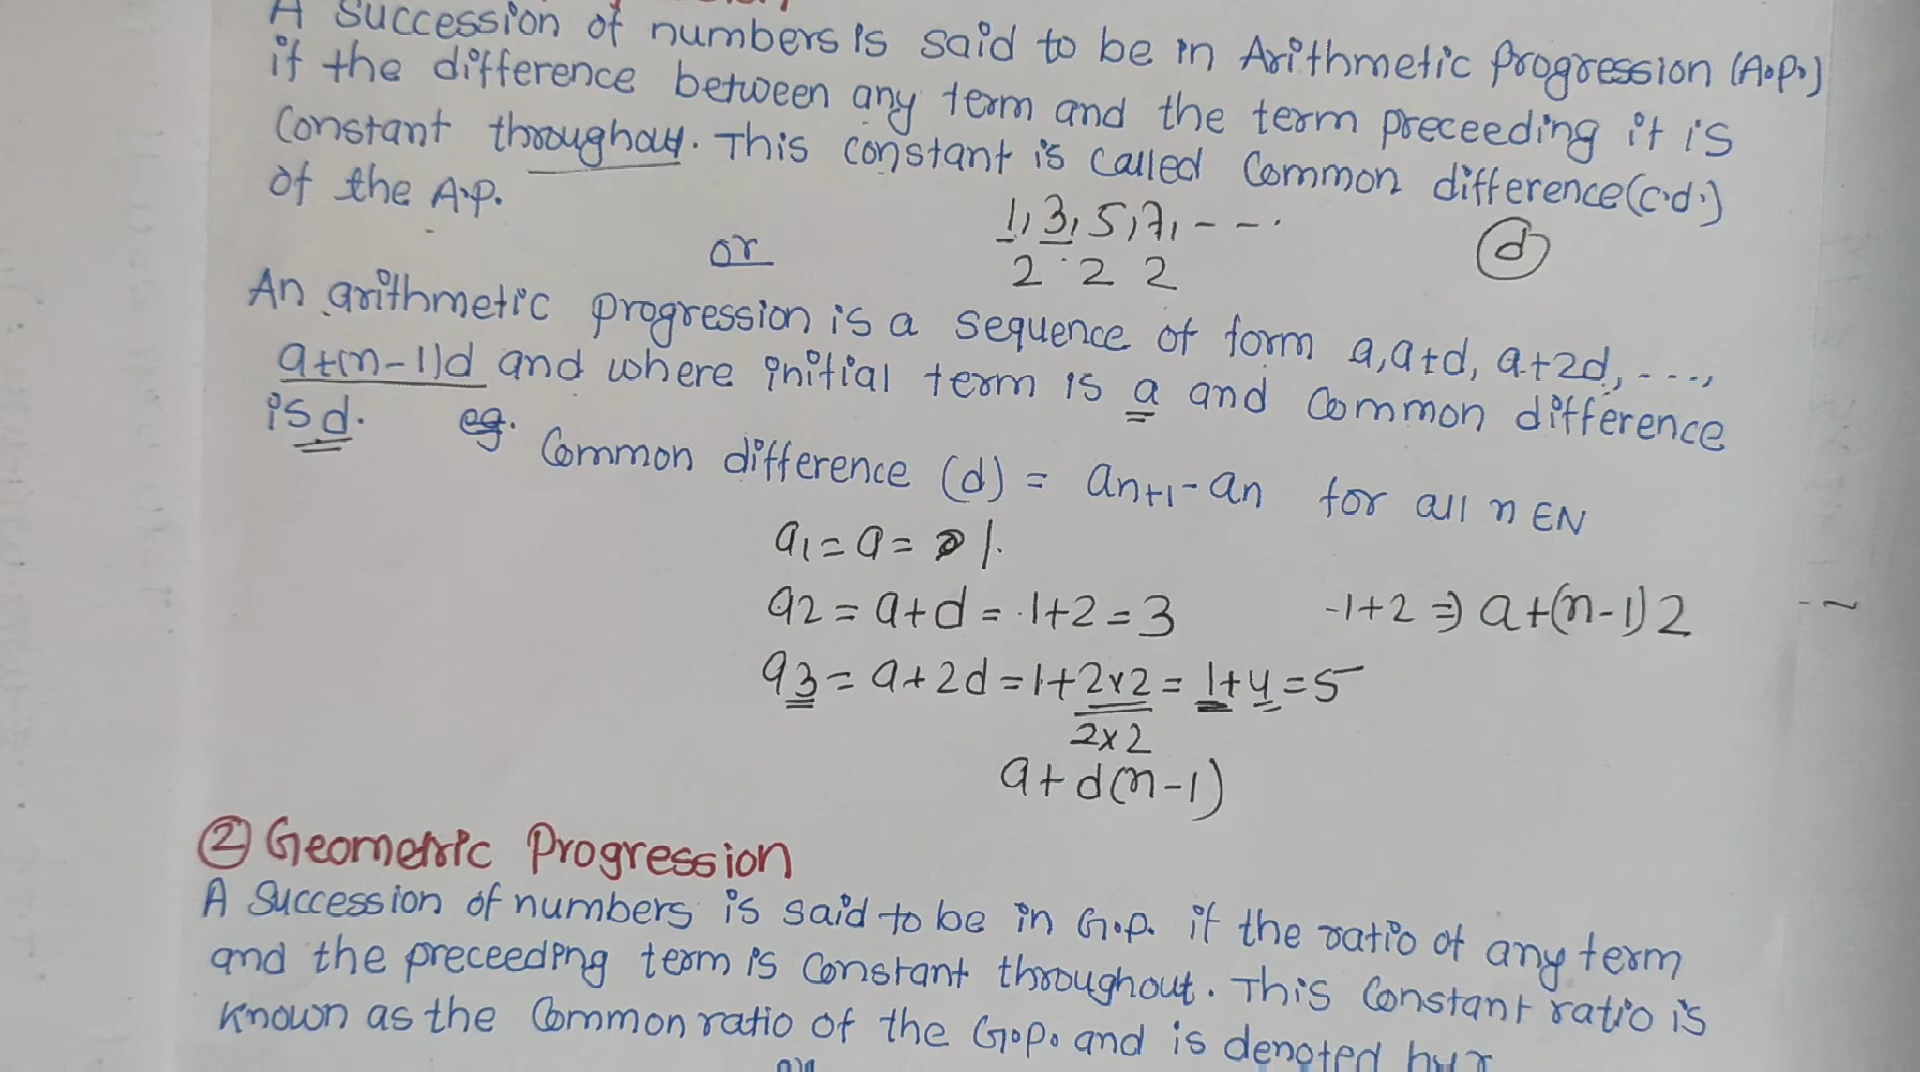 A Succession of numbers is said to be in Arithmetic Progression (A.P.)
if the difference between any term and the term preceeding it is
Constant throughout. This constant is called Common difference (c.d.)
of the A.P.
1, 3, 5, 7, - - -
2 2 2
d
or
An arithmetic progression is a sequence of form a, a+d, a+2d, ....,
a+(n-1)d and where initial term is a and Common difference
is d. eg.
Common difference (d) = an+1 - an for all n EN
a1 = a = 1.
a2 = a+d = 1+2 = 3
-1+2 ⇒ a+(n-1)2
a3 = a+2d = 1+2×2 = 1+4 = 5
2×2
a+d(n-1)
② Geometric Progression
A Succession of numbers is said to be in G.P. if the ratio of any term
and the preceeding term is Constant throughout. This Constant ratio is
Known as the Common ratio of the G.P. and is denoted by r